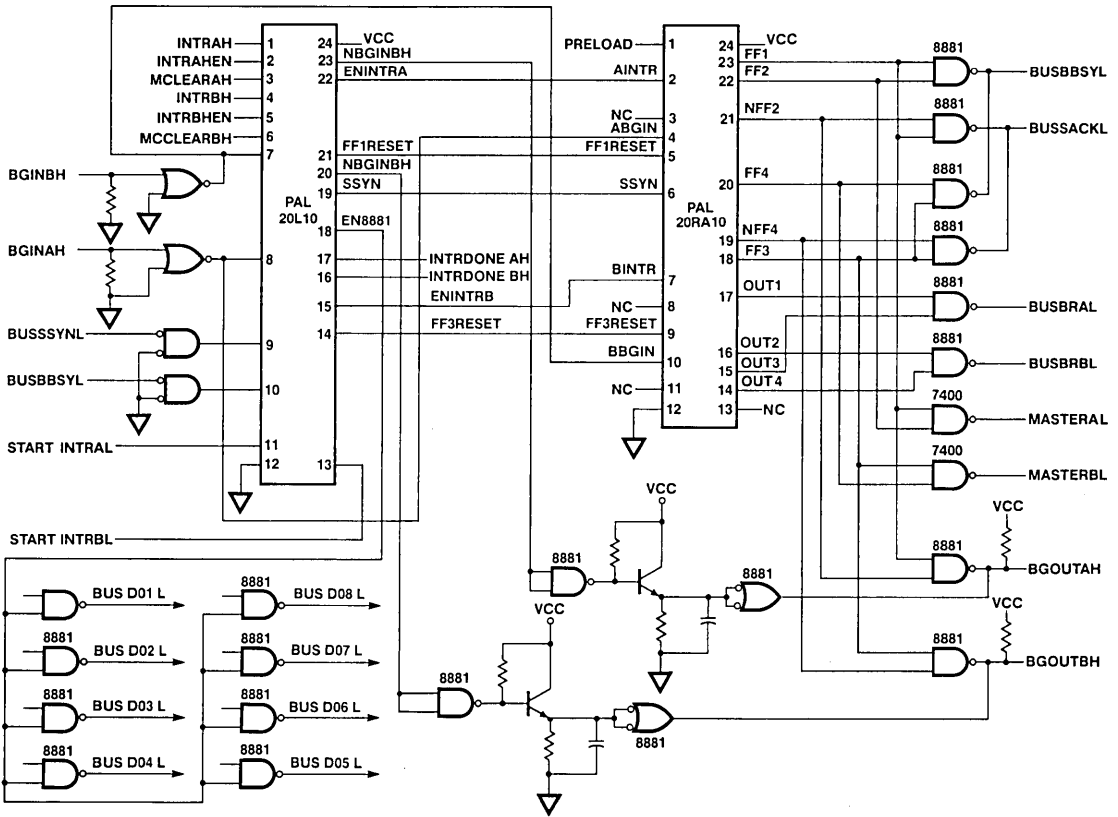 INTRAH 1
INTRAHEN 2
MCLEARAH 3
INTRBH 4
INTRBHEN 5
MCCLEARBH 6
7
BGINBH
BGINAH
8
BUSSSYNL
9
BUSBBSYL
10
START INTRAL
11
12
START INTRBL
PAL
20L10
24 VCC
23 NBGINBH
22 ENINTRA
21 FF1RESET
20 NBGINBH
19 SSYN
18 EN8881
17 INTRDONE AH
16 INTRDONE BH
15 ENINTRB
14 FF3RESET
13
PRELOAD 1
AINTR 2
NC 3
ABGIN 4
FF1RESET 5
SSYN 6
BINTR 7
NC 8
FF3RESET 9
BBGIN 10
NC 11
12
PAL
20RA10
24 VCC
23 FF1
22 FF2
21 NFF2
20 FF4
19 NFF4
18 FF3
17 OUT1
16 OUT2
15 OUT3
14 OUT4
13 NC
8881
BUSBBSYL
8881
BUSSACKL
8881
8881
8881
BUSBRAL
8881
BUSBRBL
7400
MASTERAL
7400
MASTERBL
VCC
8881
BGOUTAH
VCC
8881
BGOUTBH
VCC
8881
8881
VCC
8881
8881
BUS D01 L
8881
BUS D02 L
8881
BUS D03 L
8881
BUS D04 L
8881
BUS D08 L
8881
BUS D07 L
8881
BUS D06 L
8881
BUS D05 L